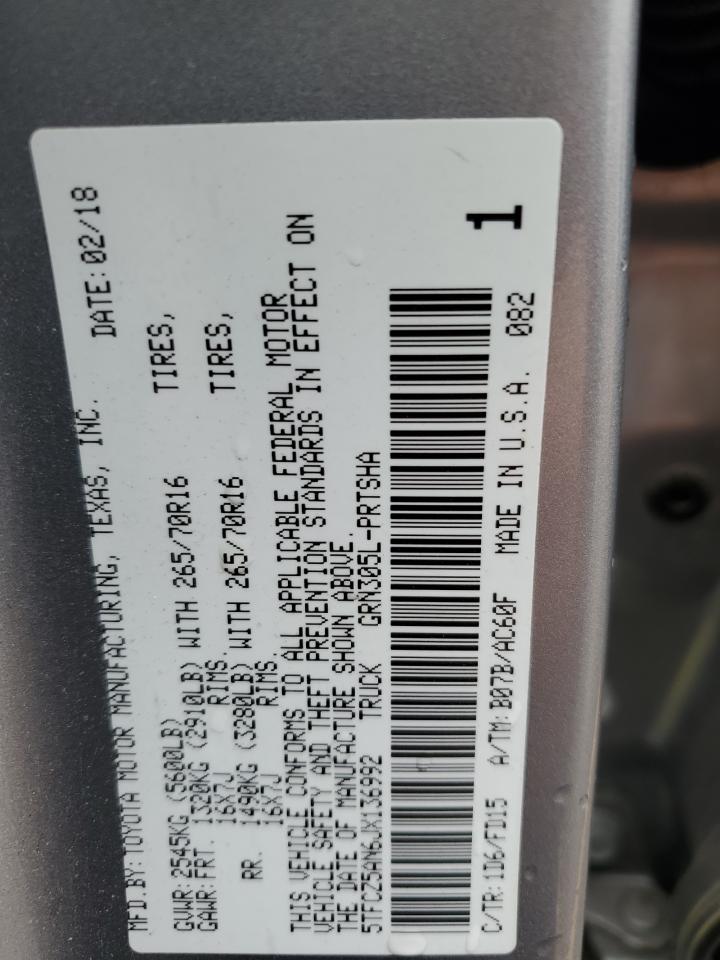 MFD.BY: TOYOTA MOTOR MANUFACTURING, TEXAS, INC. DATE: 02/18
GVWR: 2545KG (5600LB)
GAWR: FRT. 1320KG (2910LB) WITH 265/70R16 TIRES,
16X7J RIMS.
RR. 1490KG (3280LB) WITH 265/70R16 TIRES,
16X7J RIMS.
THIS VEHICLE CONFORMS TO ALL APPLICABLE FEDERAL MOTOR
VEHICLE SAFETY AND THEFT PREVENTION STANDARDS IN EFFECT ON
THE DATE OF MANUFACTURE SHOWN ABOVE.
5TFCZ5AN6JX136992 TRUCK GRN305L-PRTSHA
1
C/TR: 1D6/FD15 A/TM: B07B/AC60F MADE IN U.S.A. 082